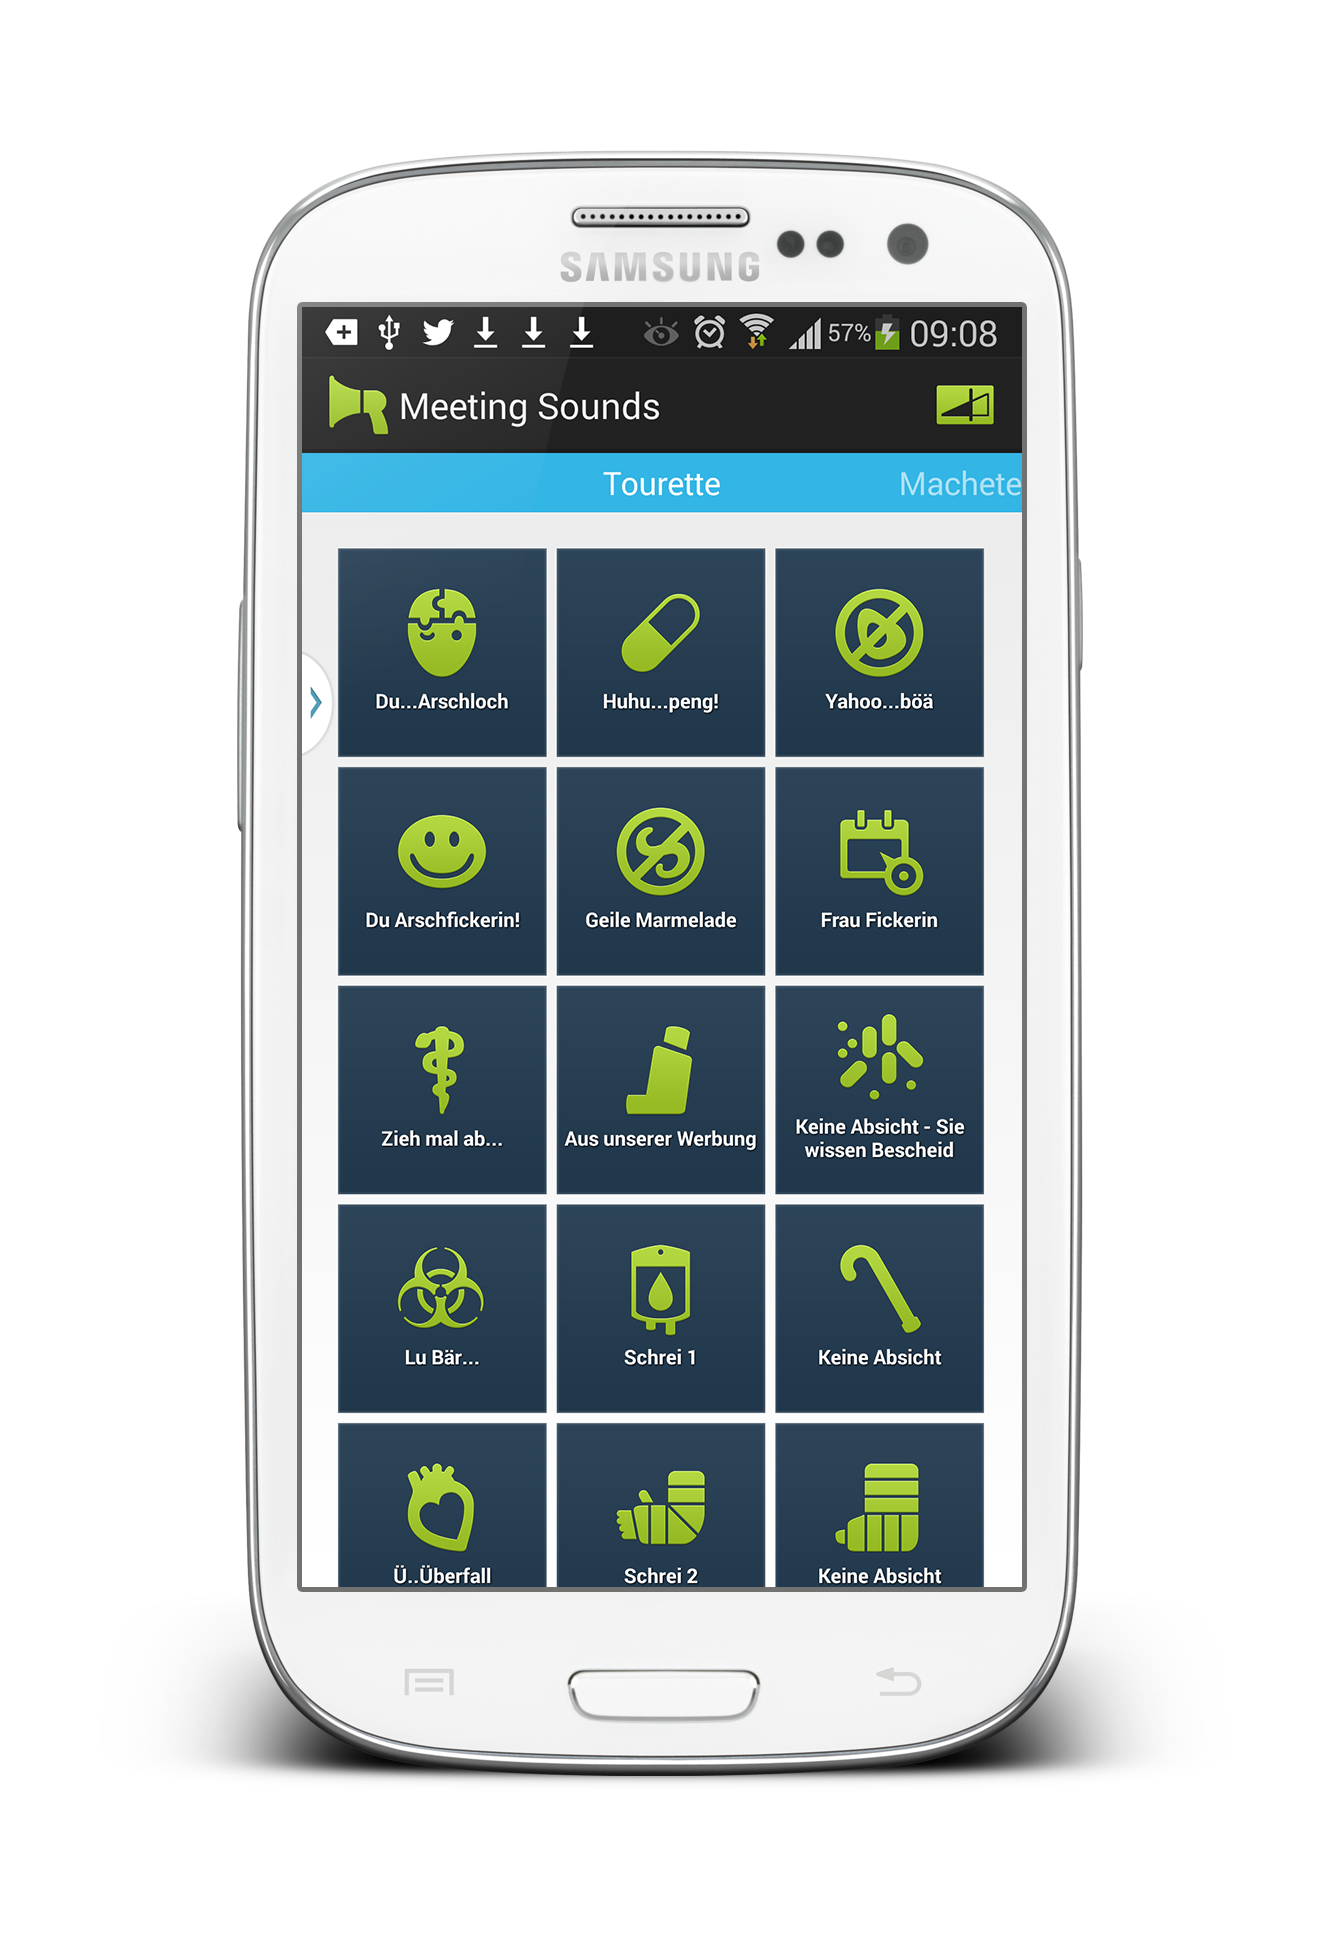 SAMSUNG
57% 09:08
Meeting Sounds
Tourette Machete
Du...Arschloch
Huhu...peng!
Yahoo...böä
Du Arschfickerin!
Geile Marmelade
Frau Fickerin
Zieh mal ab...
Aus unserer Werbung
Keine Absicht - Sie
wissen Bescheid
Lu Bär...
Schrei 1
Keine Absicht
Ü..Überfall
Schrei 2
Keine Absicht